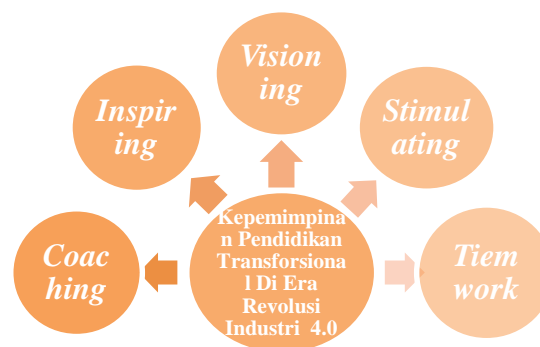 Vision
ing
Inspir
ing
Stimul
ating
Coac
hing
Kepemimpina
n Pendidikan
Transforsiona
l Di Era
Revolusi
Industri 4.0
Tiem
work